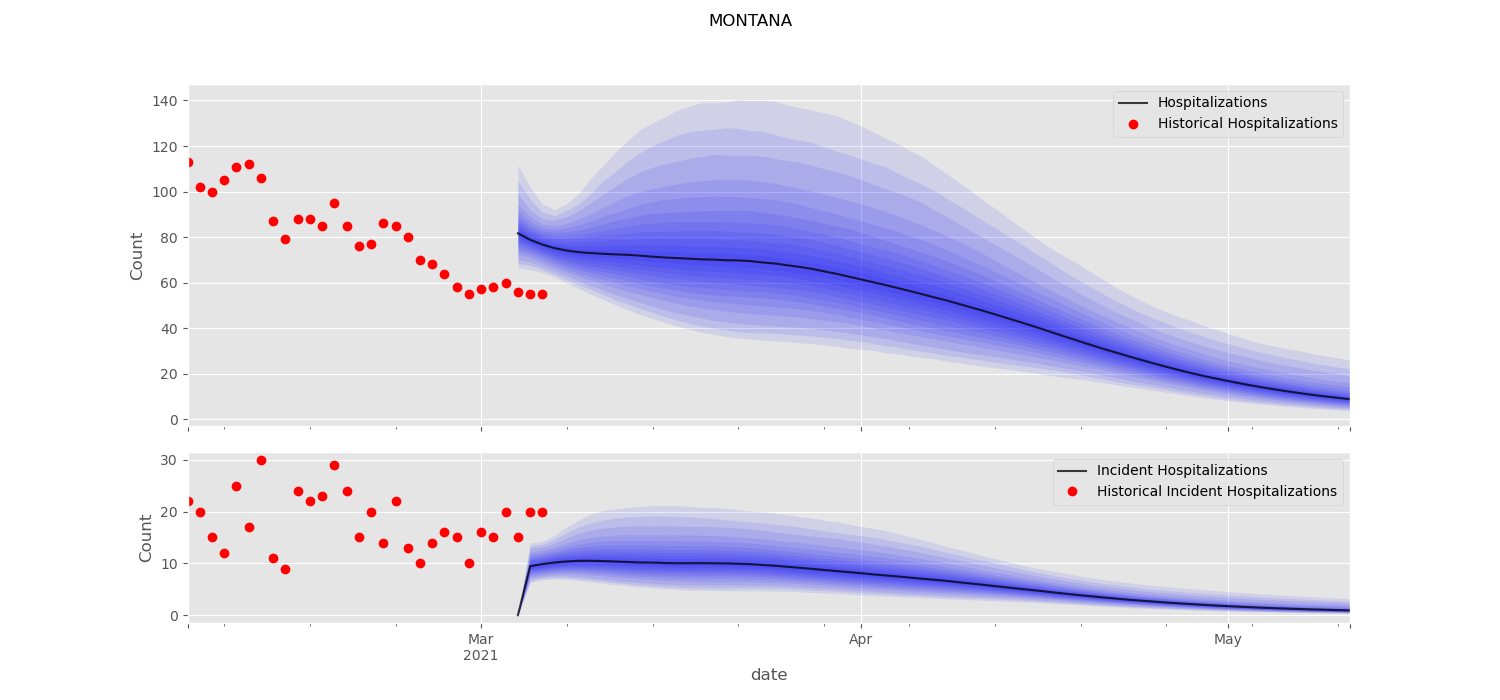 MONTANA
140
120
100
80
60
40
20
0
Count
Hospitalizations
Historical Hospitalizations
30
20
10
0
Count
Incident Hospitalizations
Historical Incident Hospitalizations
Mar
2021
Apr
May
date